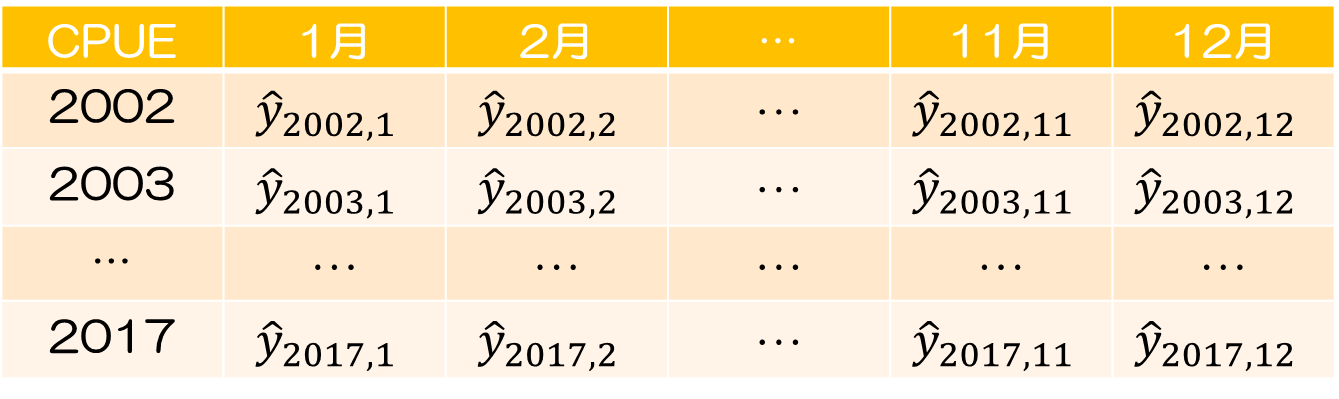 CPUE 1月 2月 … 11月 12月
2002 ŷ2002,1 ŷ2002,2 … ŷ2002,11 ŷ2002,12
2003 ŷ2003,1 ŷ2003,2 … ŷ2003,11 ŷ2003,12
… … … … … …
2017 ŷ2017,1 ŷ2017,2 … ŷ2017,11 ŷ2017,12